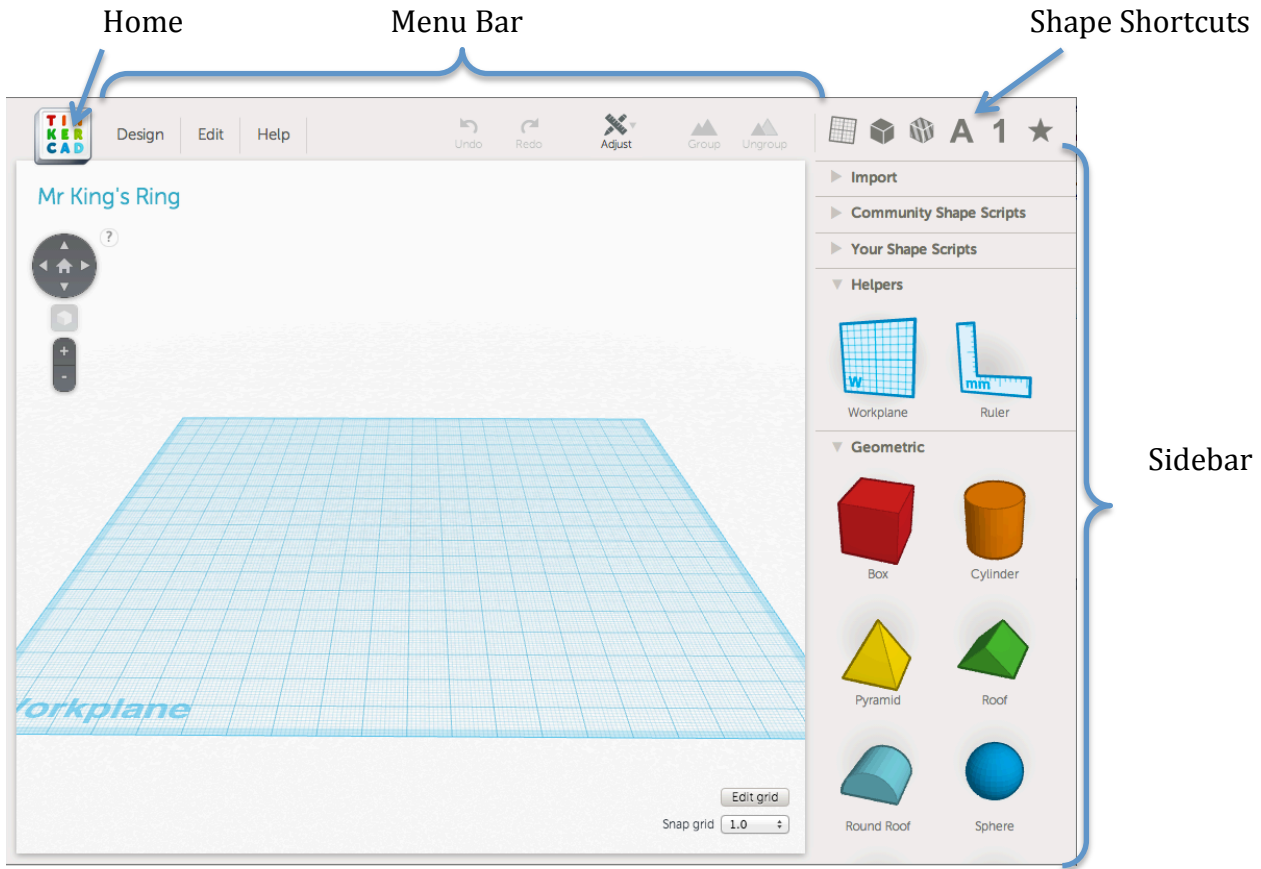 Home
Menu Bar
Shape Shortcuts
TIN
KER
CAD
Design
Edit
Help
Undo
Redo
Adjust
Group
Ungroup
A
1
Mr King's Ring
?
+
-
Import
Community Shape Scripts
Your Shape Scripts
Helpers
W
mm
Workplane
Ruler
Geometric
Sidebar
Box
Cylinder
Pyramid
Roof
Workplane
Edit grid
Snap grid 1.0
Round Roof
Sphere